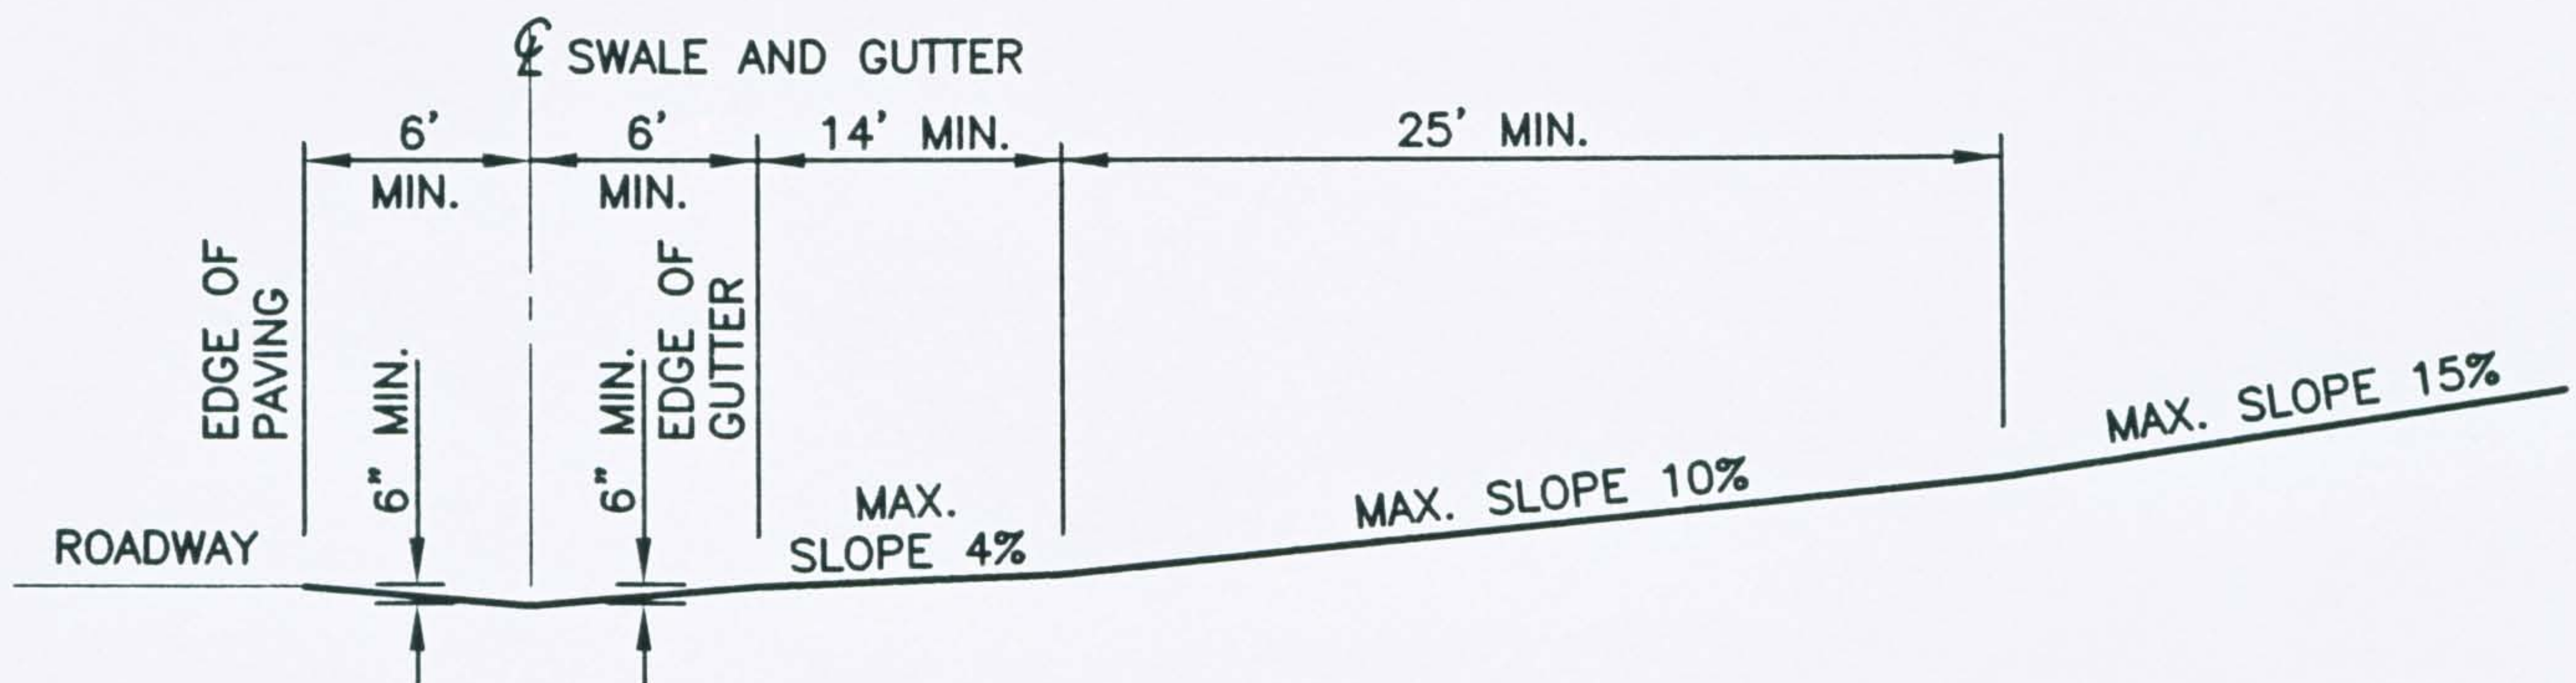 ℄ SWALE AND GUTTER
6'
MIN.
6'
MIN.
14' MIN.
25' MIN.
EDGE OF
PAVING
6" MIN.
6" MIN.
EDGE OF
GUTTER
ROADWAY
MAX.
SLOPE 4%
MAX. SLOPE 10%
MAX. SLOPE 15%